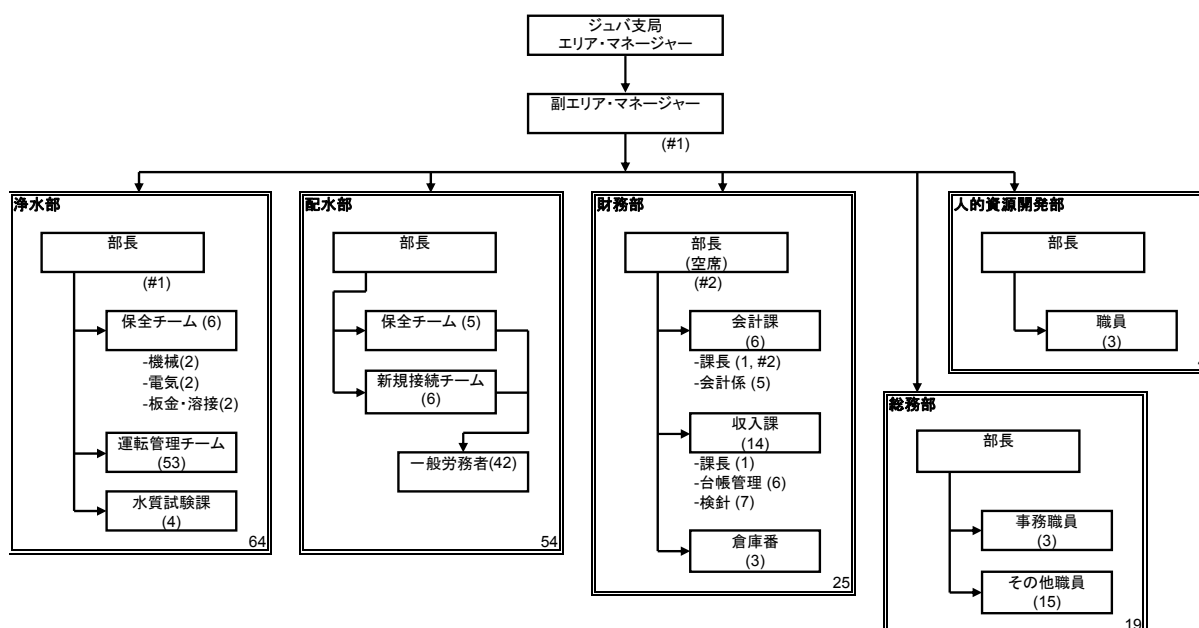 ジュバ支局
エリア・マネージャー
副エリア・マネージャー
(#1)
浄水部
部長
(#1)
保全チーム (6)
-機械(2)
-電気(2)
-板金・溶接(2)
運転管理チーム
(53)
水質試験課
(4)
64
配水部
部長
保全チーム (5)
新規接続チーム
(6)
一般労務者(42)
54
財務部
部長
(空席)
(#2)
会計課
(6)
-課長 (1, #2)
-会計係 (5)
収入課
(14)
-課長 (1)
-台帳管理 (6)
-検針 (7)
倉庫番
(3)
25
人的資源開発部
部長
職員
(3)
総務部
部長
事務職員
(3)
その他職員
(15)
19